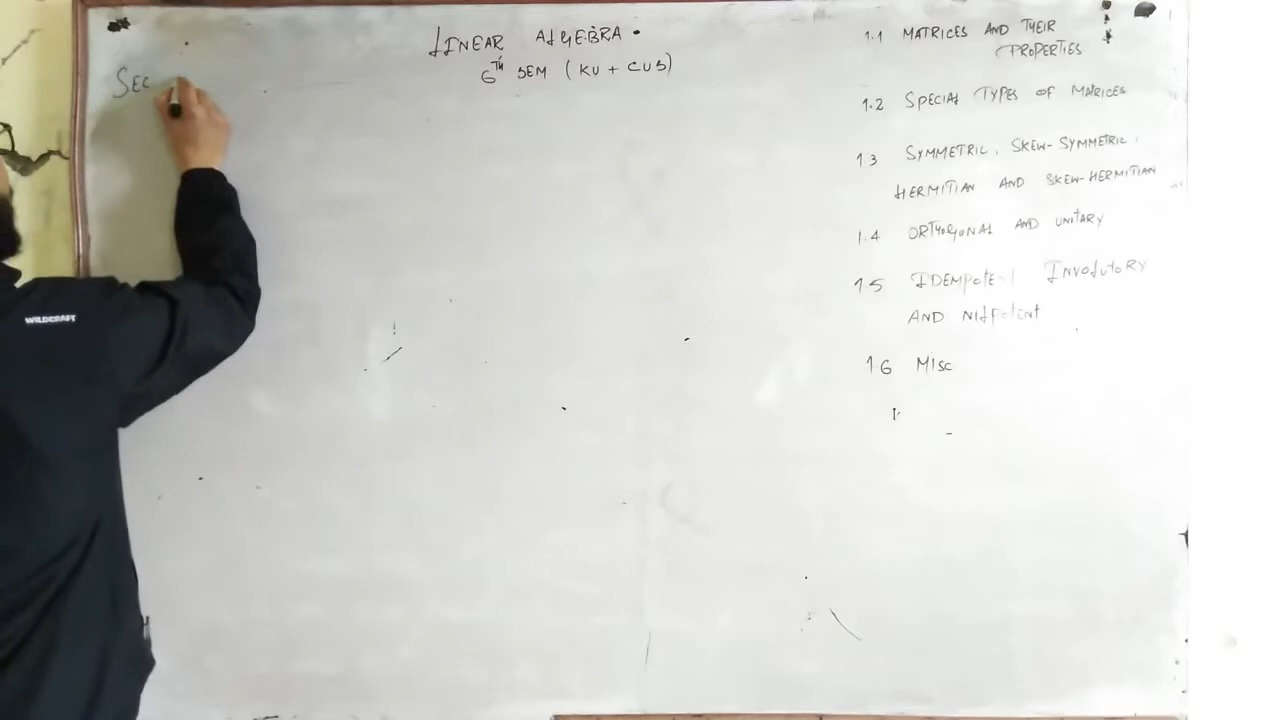 LINEAR ALGEBRA
6TH SEM (KU + CUS)
SEC
1.1 MATRICES AND THEIR
PROPERTIES
1.2 SPECIAL TYPES OF MATRICES
1.3 SYMMETRIC, SKEW-SYMMETRIC,
HERMITIAN AND SKEW-HERMITIAN
1.4 ORTHOGONAL AND UNITARY
1.5 IDEMPOTENT INVOLUTORY
AND NILPOTENT
1.6 MISC
WILDCRAFT